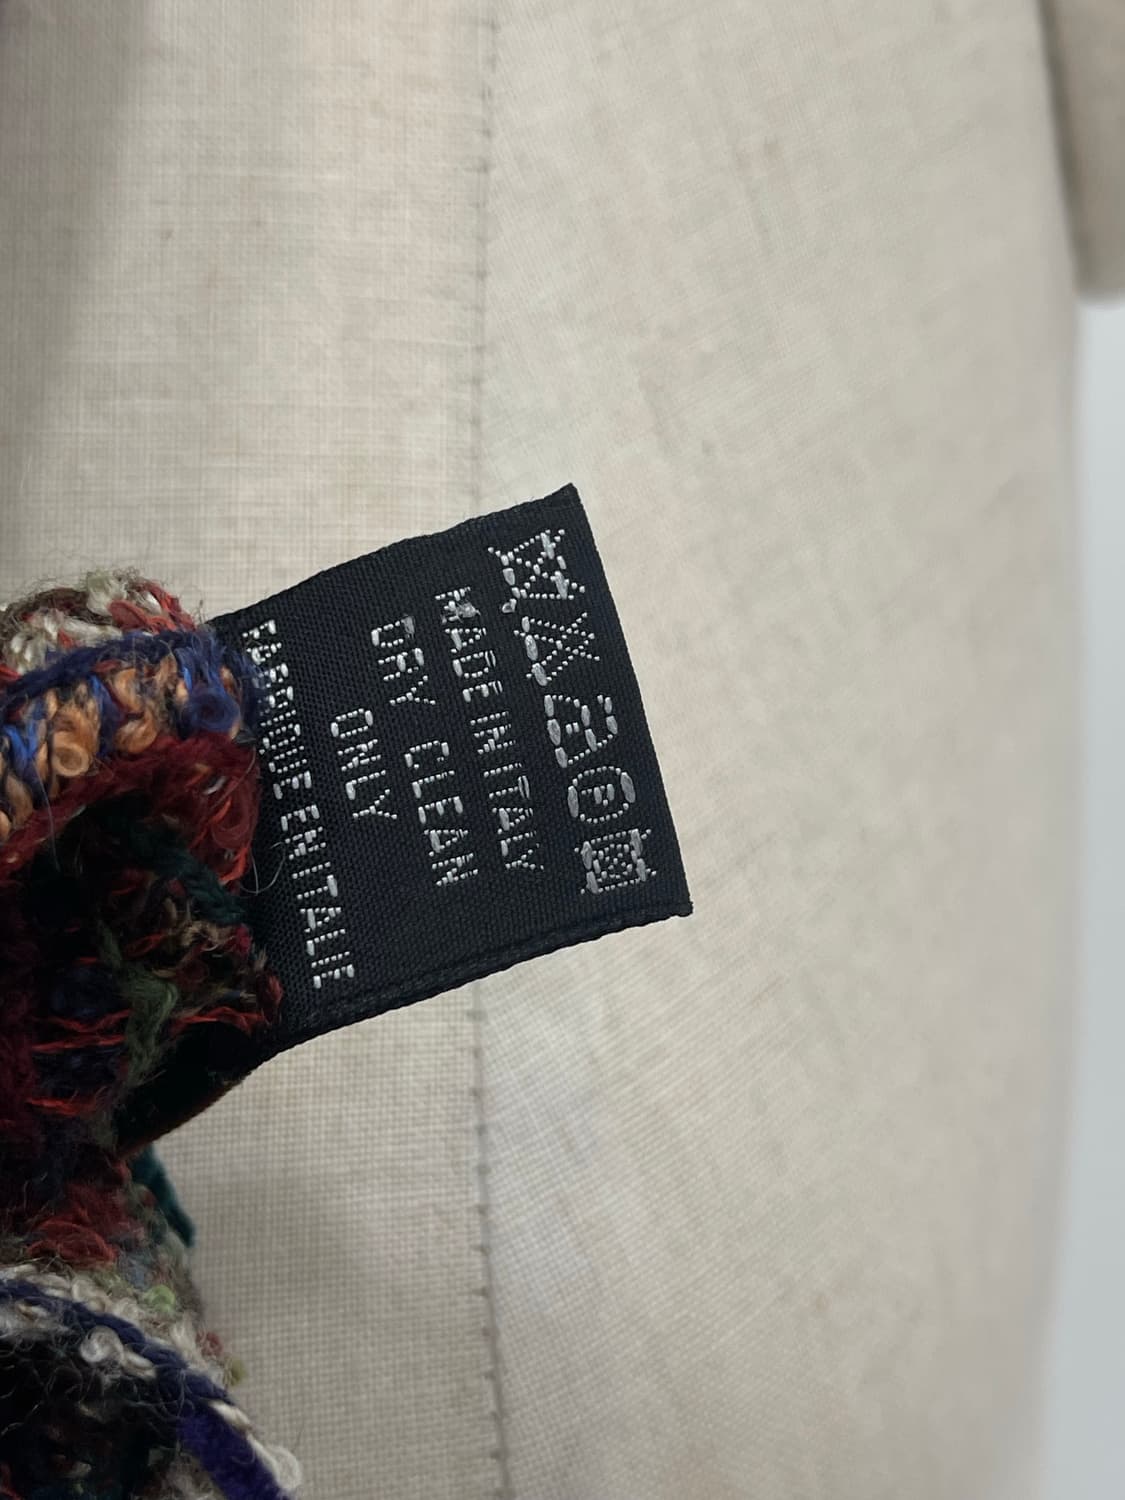 MADE IN ITALY
DRY CLEAN
ONLY
FABRIQUE EN ITALIE